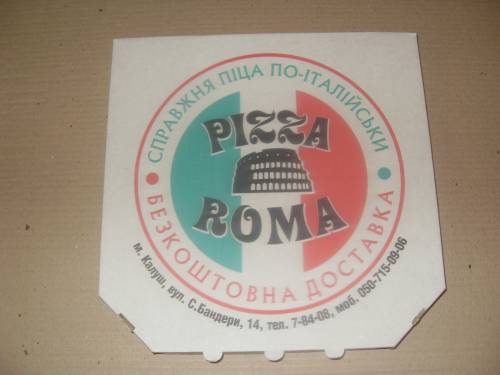 СПРАВЖНЯ ПІЦА ПО-ІТАЛІЙСЬКИ
PIZZA
ROMA
БЕЗКОШТОВНА ДОСТАВКА
м. Калуш, вул. С.Бандери, 14, тел. 7-84-08, моб. 050-715-09-06